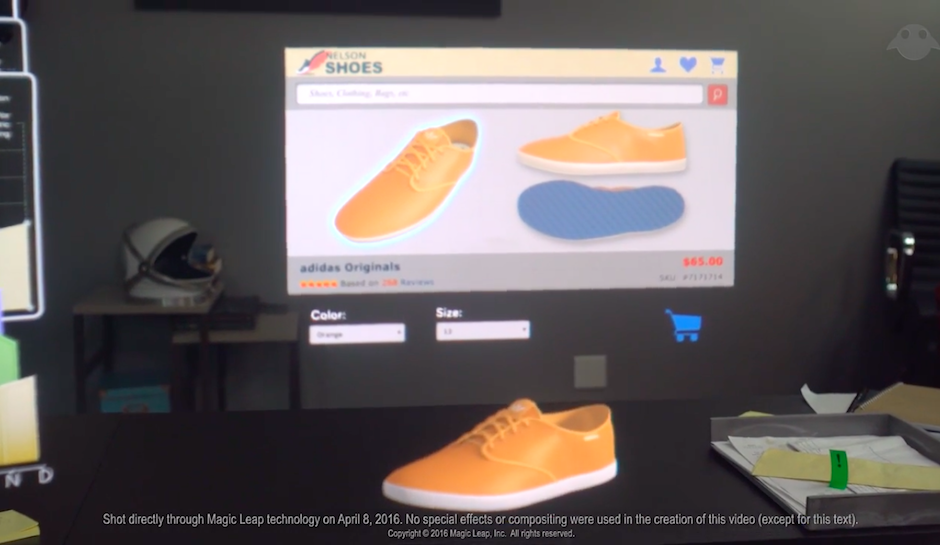 NELSON
SHOES
Shoes, Clothing, Bags, etc.
adidas Originals
$65.00
Based on 268 Reviews
SKU: #7171714
Color:
Size:
Orange
N D
Shot directly through Magic Leap technology on April 8, 2016. No special effects or compositing were used in the creation of this video (except for this text).
Copyright © 2016 Magic Leap, Inc. All rights reserved.